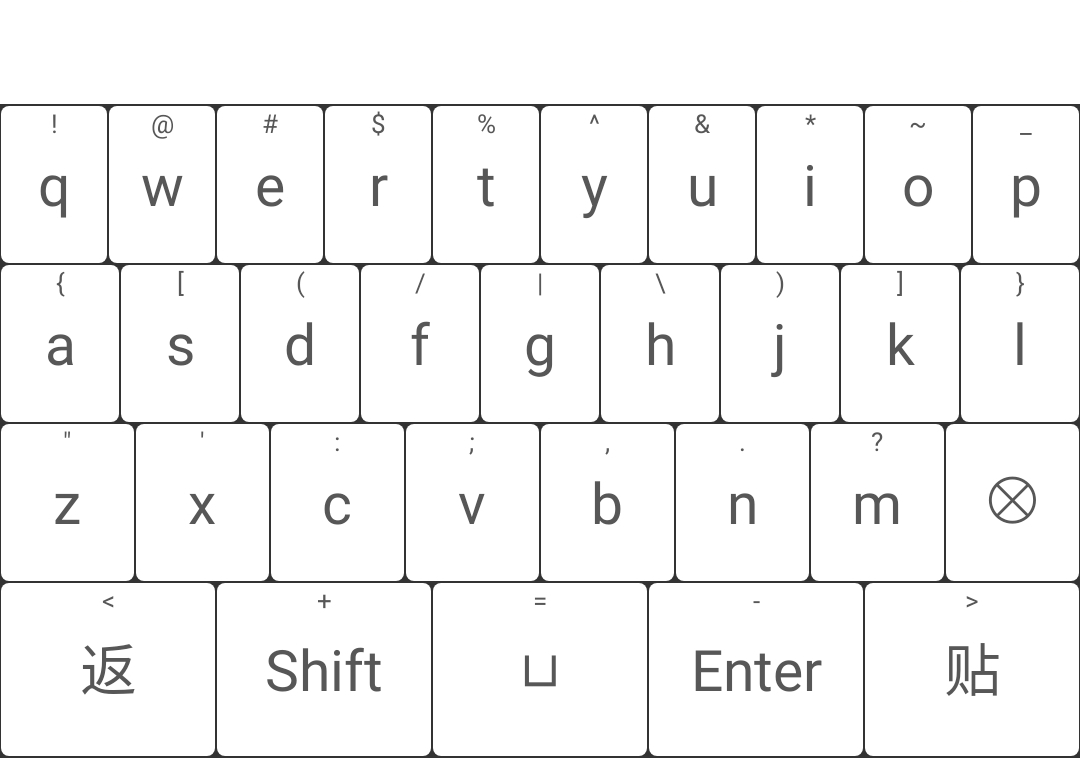 ! @ # $ % ^ & * ~ _
q w e r t y u i o p
{ [ ( / | \ ) ] }
a s d f g h j k l
" ' : ; , . ?
z x c v b n m ⊗
< + = - >
返 Shift ⊔ Enter 贴